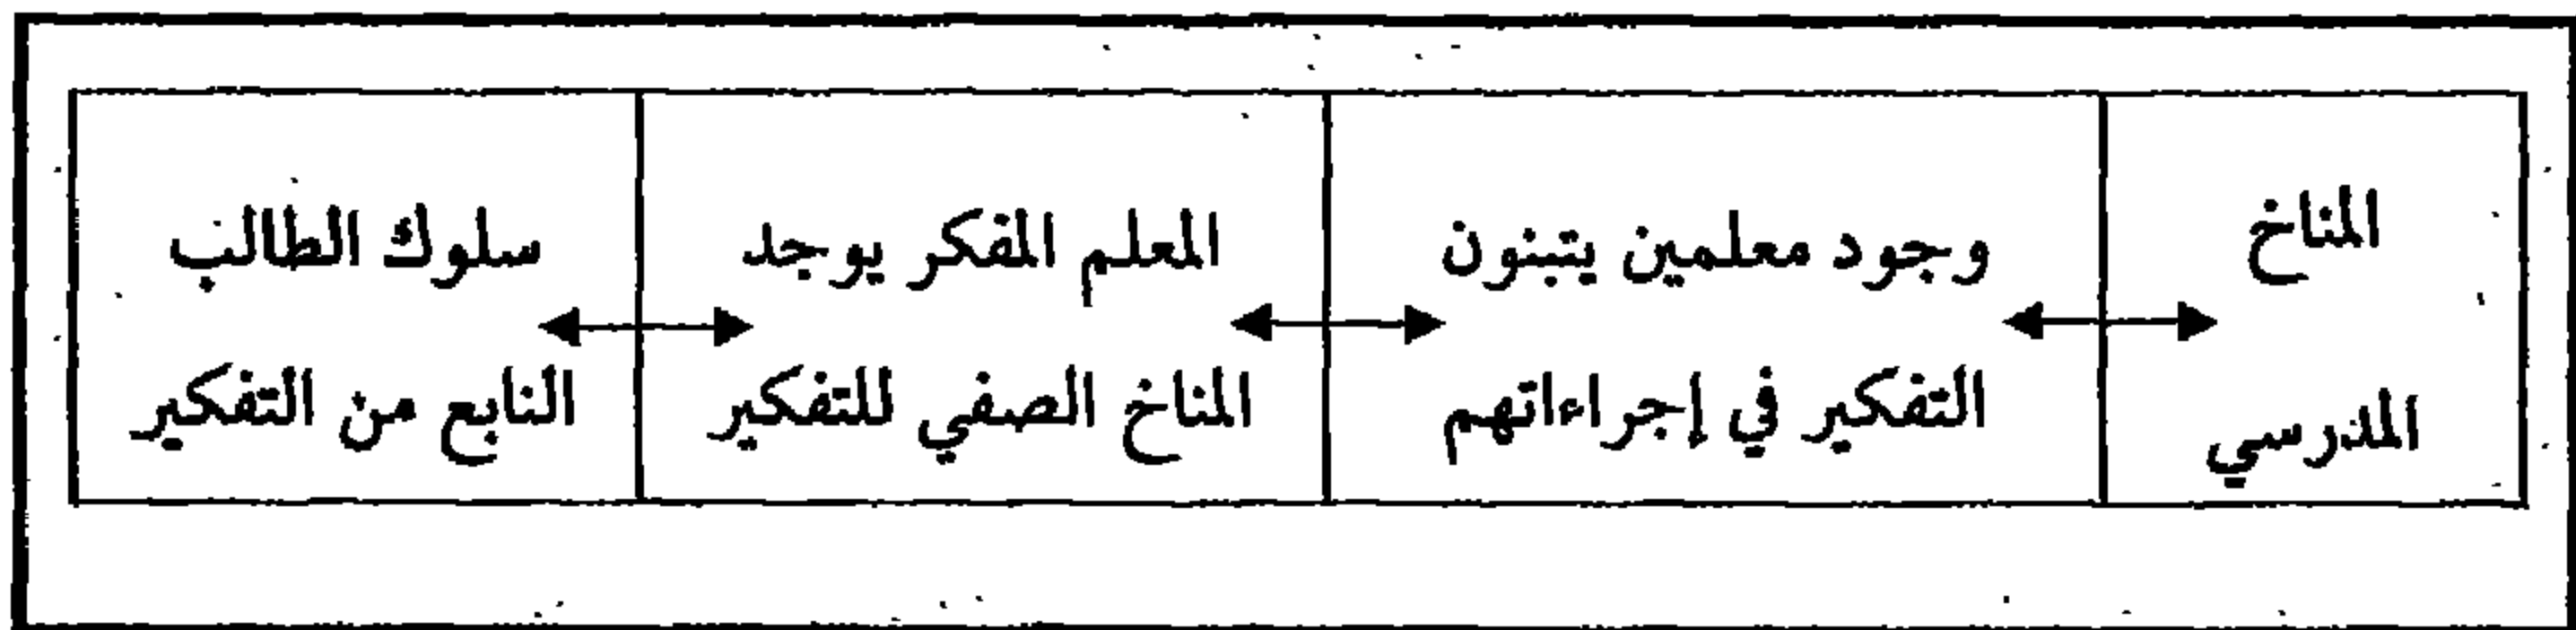 المناخ
المدرسي
وجود معلمين يتبنون
التفكير في إجراءاتهم
المعلم المفكر يوجد
المناخ الصفي للتفكير
سلوك الطالب
النابع من التفكير